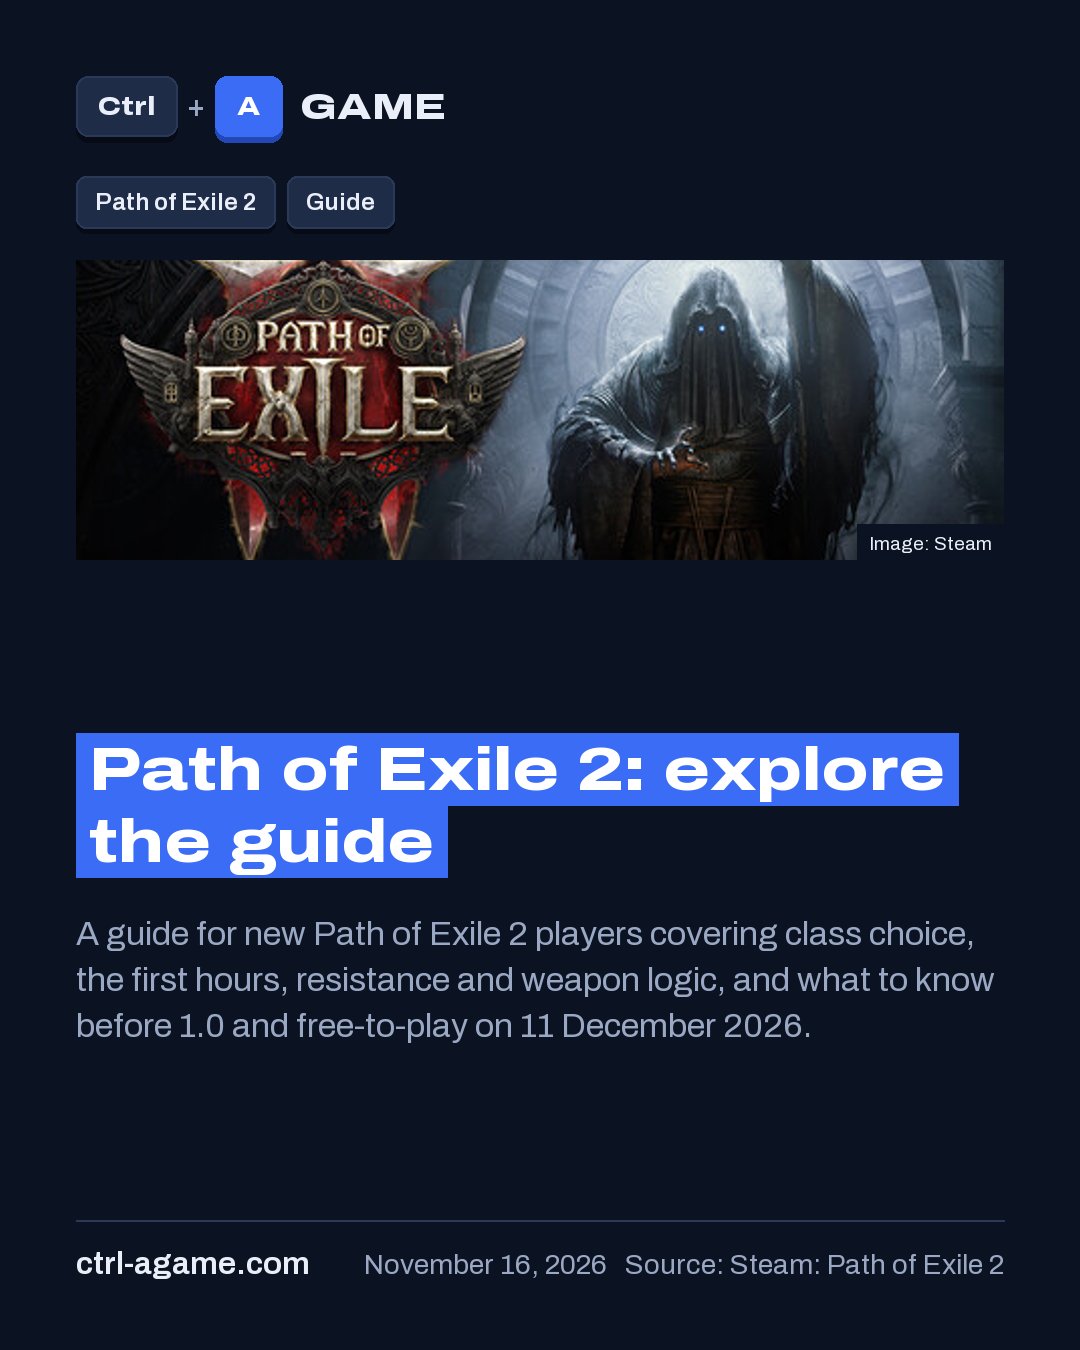 Ctrl + A GAME
Path of Exile 2 Guide
PATH OF
EXILE
Image: Steam
Path of Exile 2: explore
the guide
A guide for new Path of Exile 2 players covering class choice,
the first hours, resistance and weapon logic, and what to know
before 1.0 and free-to-play on 11 December 2026.
ctrl-agame.com November 16, 2026 Source: Steam: Path of Exile 2